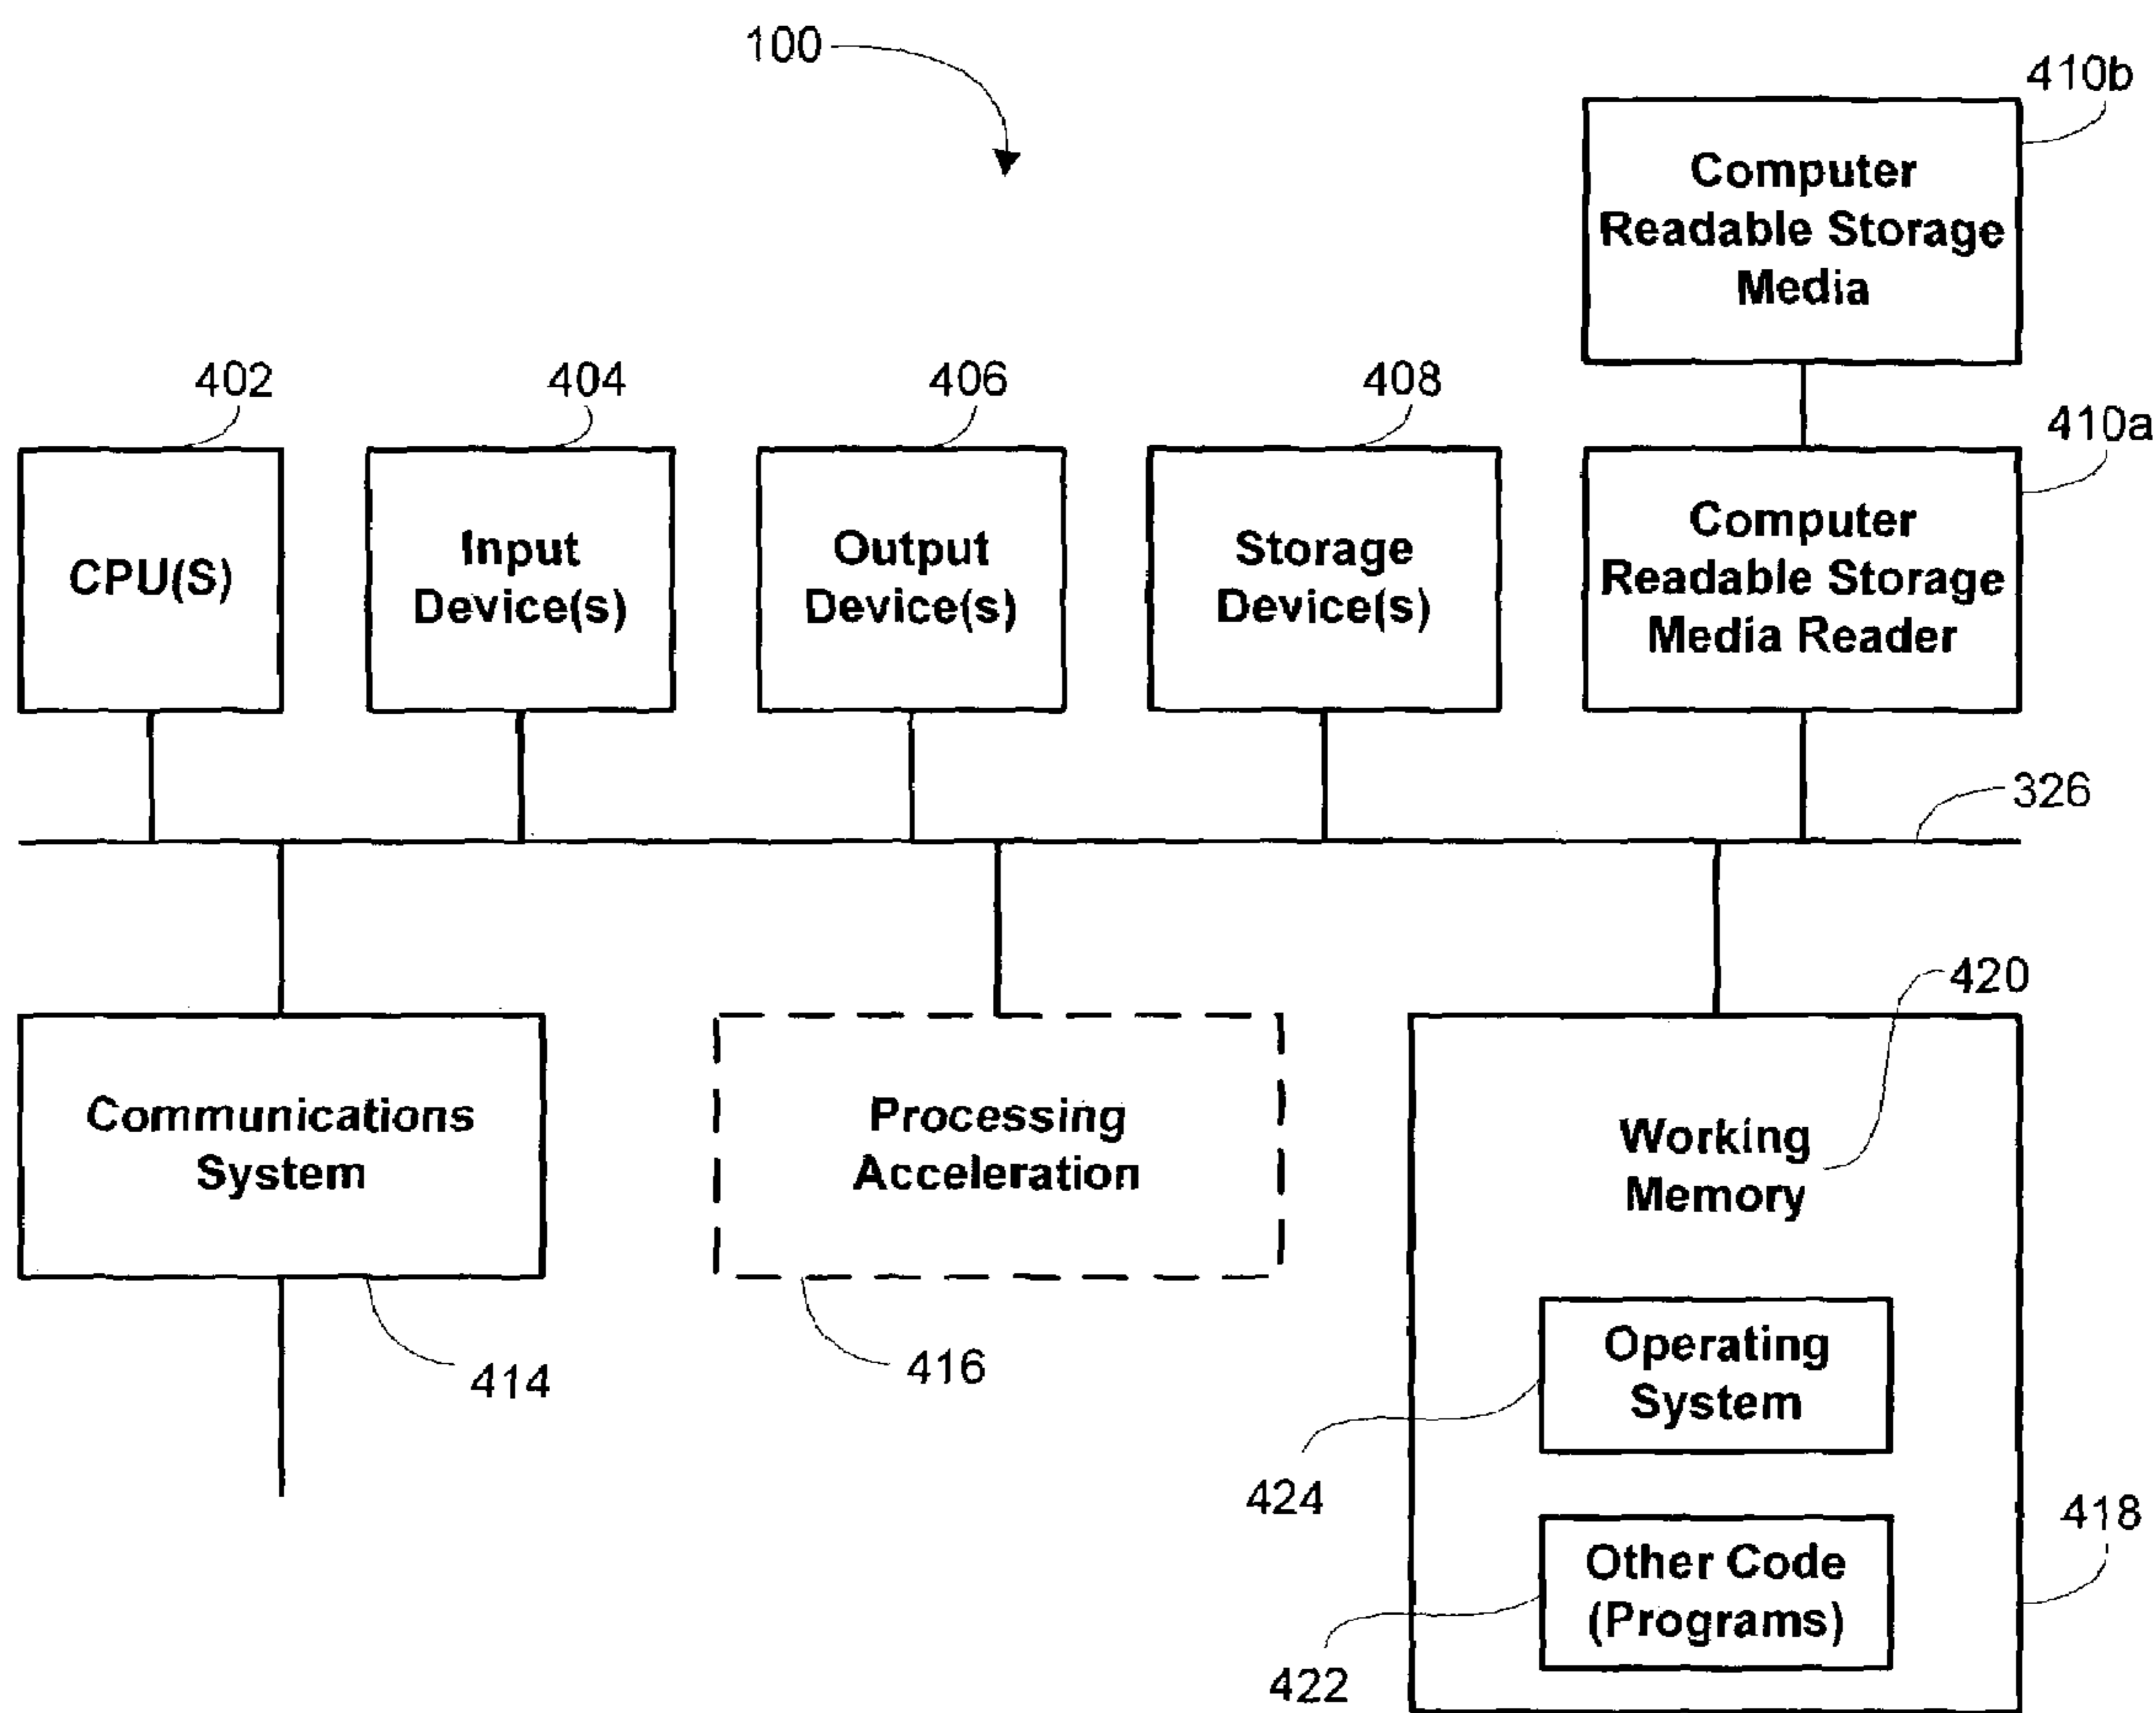 100
410b
Computer
Readable Storage
Media
402
404
406
408
410a
CPU(S)
Input
Device(s)
Output
Device(s)
Storage
Device(s)
Computer
Readable Storage
Media Reader
326
420
Communications
System
Processing
Acceleration
Working
Memory
414
416
Operating
System
424
418
Other Code
(Programs)
422